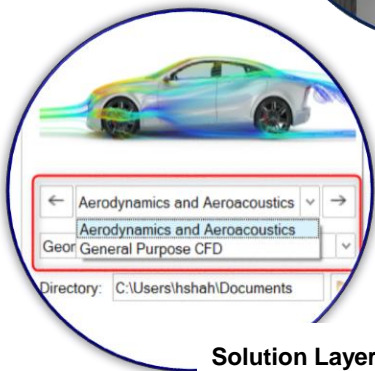 Aerodynamics and Aeroacoustics
Aerodynamics and Aeroacoustics
Geor General Purpose CFD
Directory: C:\Users\hshah\Documents
Solution Layer